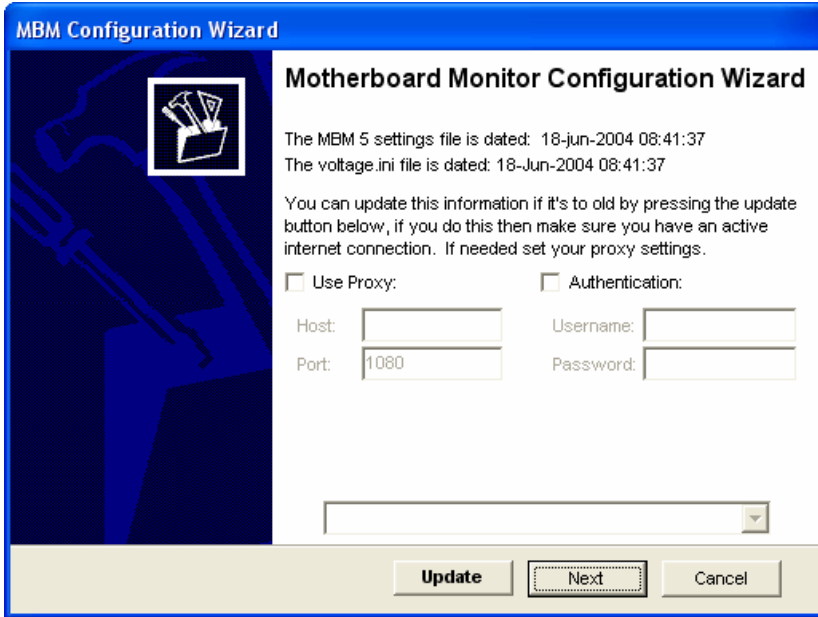 MBM Configuration Wizard
Motherboard Monitor Configuration Wizard
The MBM 5 settings file is dated:  18-jun-2004 08:41:37
The voltage.ini file is dated: 18-Jun-2004 08:41:37
You can update this information if it's to old by pressing the update
button below, if you do this then make sure you have an active
internet connection.  If needed set your proxy settings.
Use Proxy:
Authentication:
Host:
Username:
Port: 1080
Password:
Update
Next
Cancel